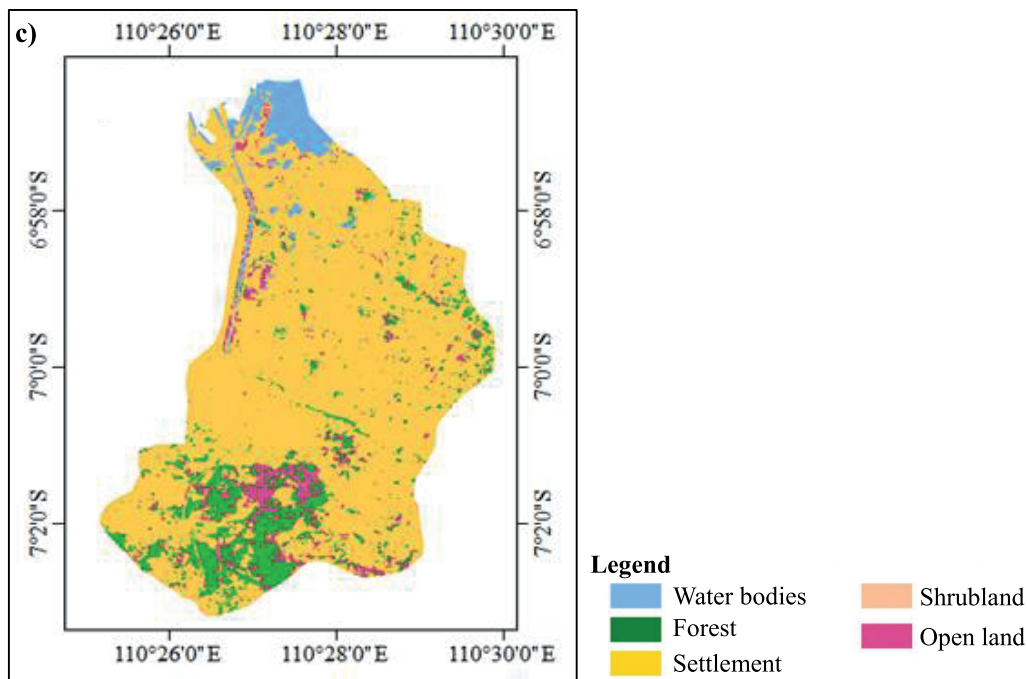 c)
110°26'0"E 110°28'0"E 110°30'0"E
6°58'0"S 6°58'0"S
7°0'0"S 7°0'0"S
7°2'0"S 7°2'0"S
110°26'0"E 110°28'0"E 110°30'0"E
Legend
Water bodies Shrubland
Forest Open land
Settlement